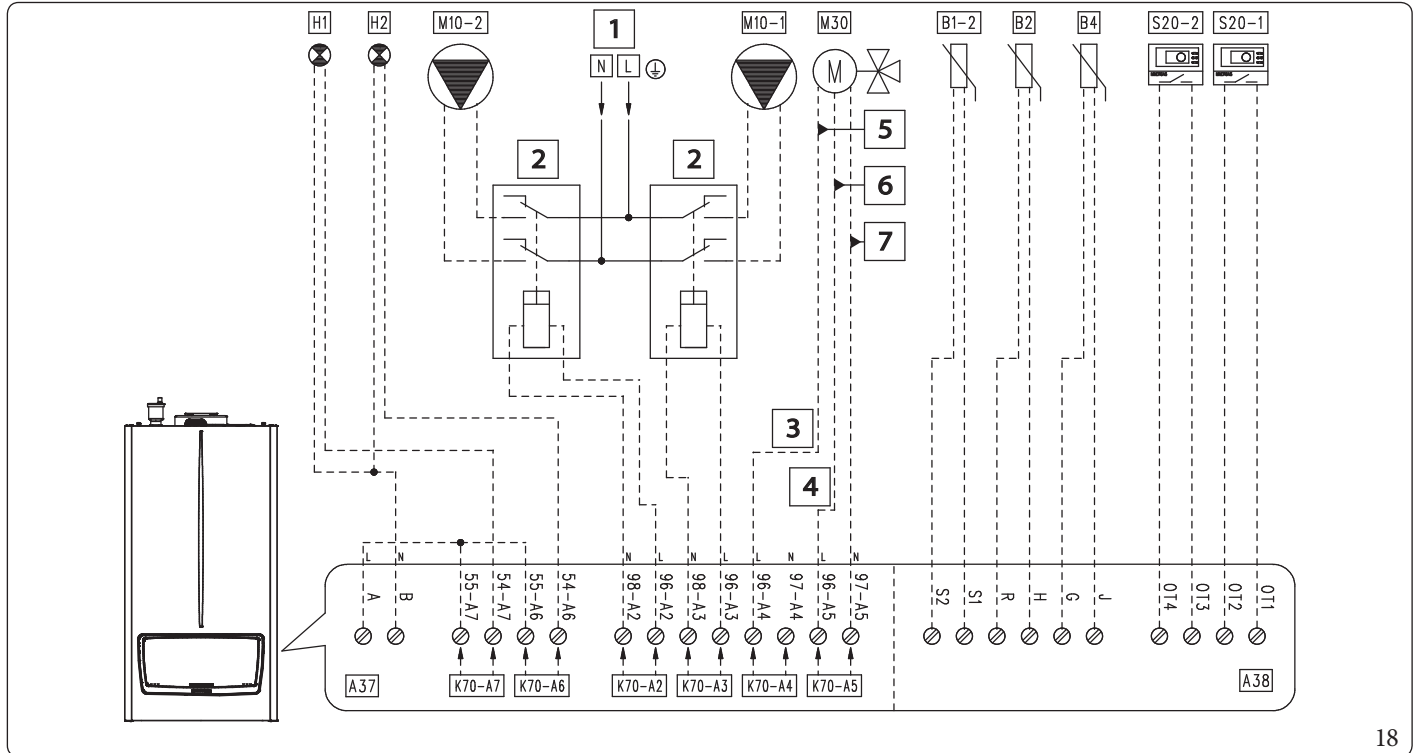 H1 H2 M10-2 1 M10-1 M30 B1-2 B2 B4 S20-2 S20-1
N L
M
5
2 2
6
7
3
4
L N N L N L L N L N
A B 55-A7 54-A7 55-A6 54-A6 98-A2 96-A2 98-A3 96-A3 96-A4 97-A4 96-A5 97-A5 S2 S1 R H G J OT4 OT3 OT2 OT1
A37 K70-A7 K70-A6 K70-A2 K70-A3 K70-A4 K70-A5 A38
18